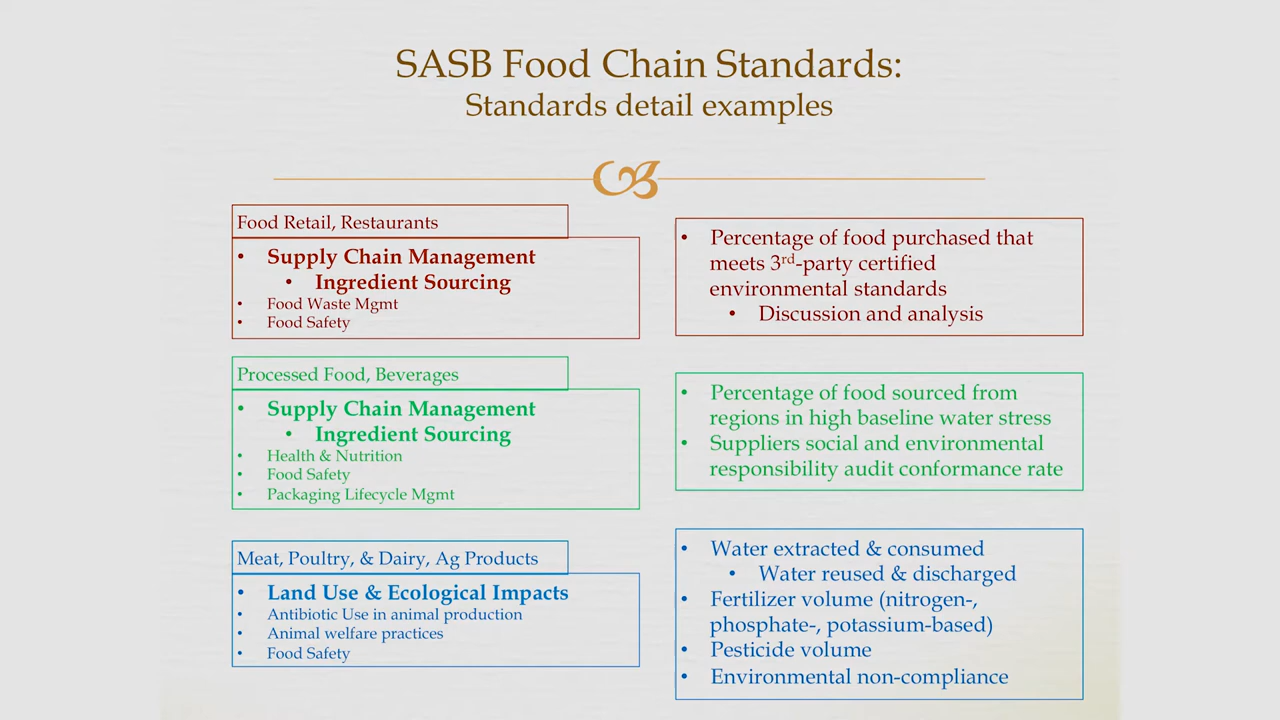 SASB Food Chain Standards:
Standards detail examples
Food Retail, Restaurants
• Supply Chain Management
• Ingredient Sourcing
• Food Waste Mgmt
• Food Safety
• Percentage of food purchased that
meets 3rd-party certified
environmental standards
• Discussion and analysis
Processed Food, Beverages
• Supply Chain Management
• Ingredient Sourcing
• Health & Nutrition
• Food Safety
• Packaging Lifecycle Mgmt
• Percentage of food sourced from
regions in high baseline water stress
• Suppliers social and environmental
responsibility audit conformance rate
Meat, Poultry, & Dairy, Ag Products
• Land Use & Ecological Impacts
• Antibiotic Use in animal production
• Animal welfare practices
• Food Safety
• Water extracted & consumed
• Water reused & discharged
• Fertilizer volume (nitrogen-,
phosphate-, potassium-based)
• Pesticide volume
• Environmental non-compliance